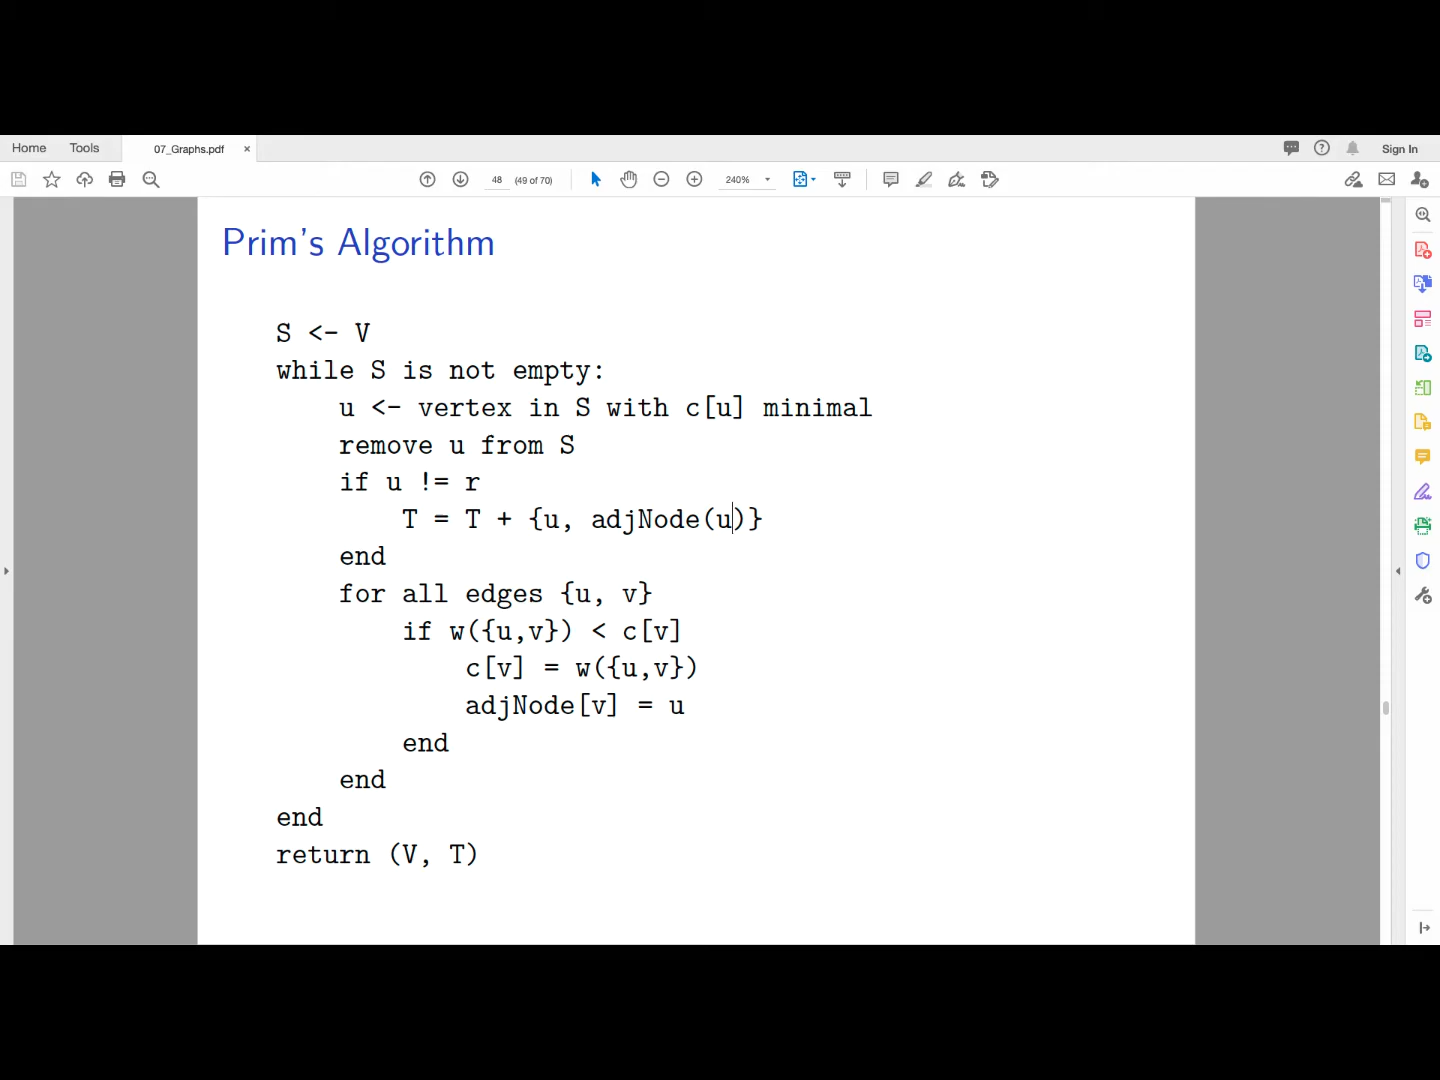 Home Tools 07_Graphs.pdf × Sign In
48 (49 of 70) 240%
Prim's Algorithm
S <- V
while S is not empty:
    u <- vertex in S with c[u] minimal
    remove u from S
    if u != r
        T = T + {u, adjNode(u)}
    end
    for all edges {u, v}
        if w({u,v}) < c[v]
            c[v] = w({u,v})
            adjNode[v] = u
        end
    end
end
return (V, T)